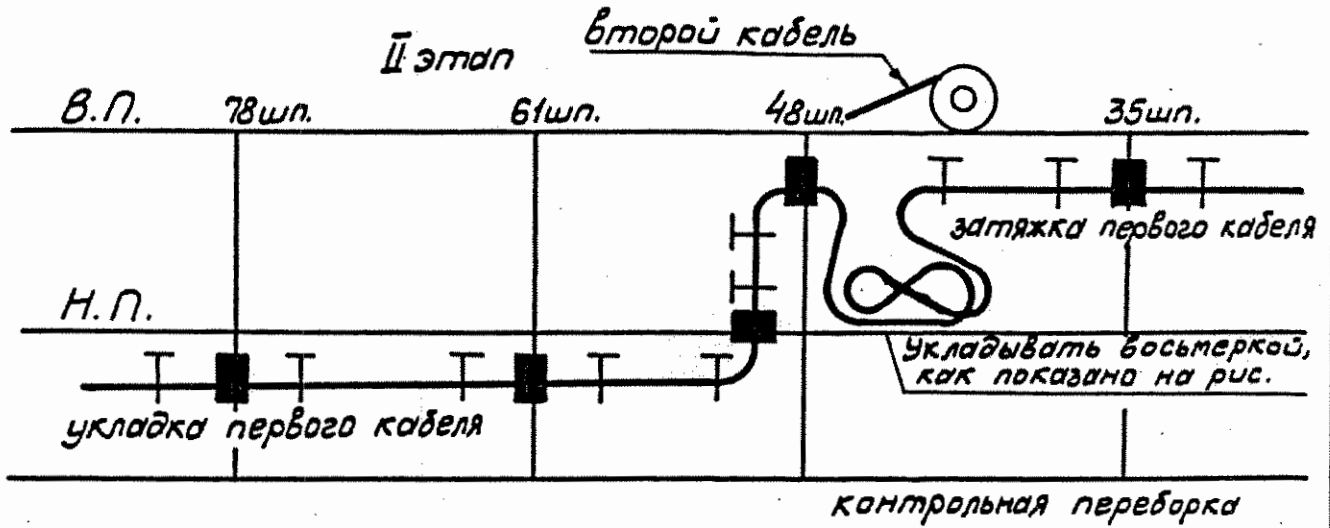 второй кабель
II этап
В.П. 78шп. 61шп. 48шп. 35шп.
затяжка первого кабеля
Н.П.
Укладывать восьмеркой,
как показано на рис.
укладка первого кабеля
контрольная переборка